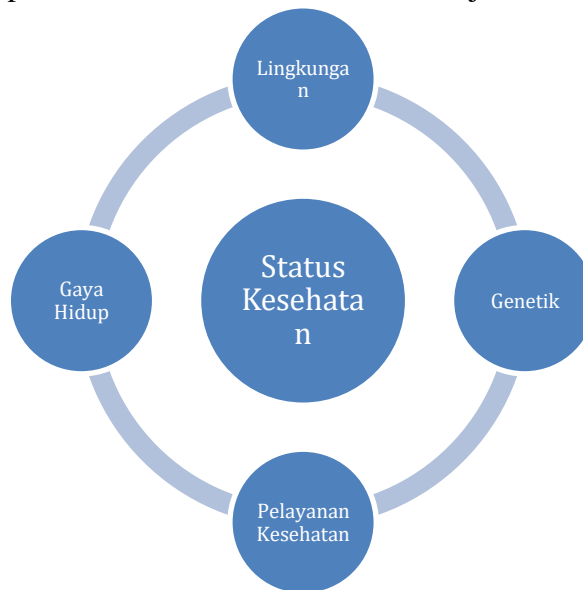 Lingkunga
n
Status
Kesehata
n
Gaya
Hidup
Genetik
Pelayanan
Kesehatan